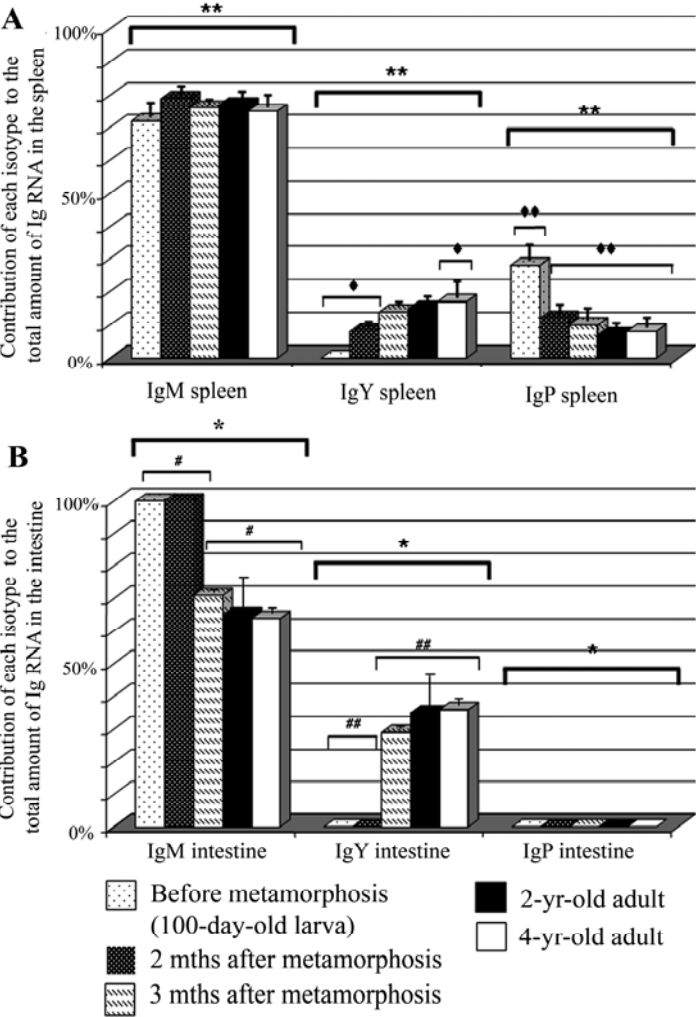 A
Contribution of each isotype to the
total amount of Ig RNA in the spleen
100%
50%
0%
**
**
**
♦♦
♦♦
♦
♦
IgM spleen
IgY spleen
IgP spleen
B
Contribution of each isotype to the
total amount of Ig RNA in the intestine
100%
50%
0%
*
#
#
*
##
##
*
IgM intestine
IgY intestine
IgP intestine
Before metamorphosis
(100-day-old larva)
2 mths after metamorphosis
3 mths after metamorphosis
2-yr-old adult
4-yr-old adult